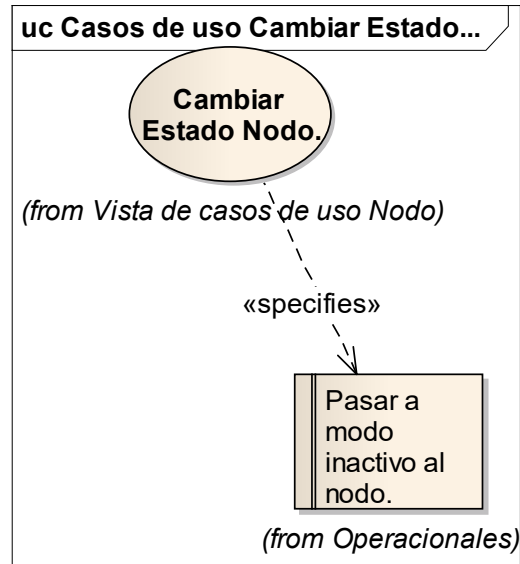 uc Casos de uso Cambiar Estado...
Cambiar
Estado Nodo.
(from Vista de casos de uso Nodo)
«specifies»
Pasar a
modo
inactivo al
nodo.
(from Operacionales)